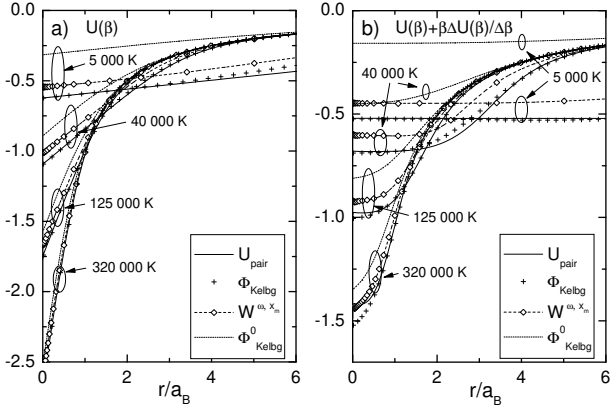 a) U(β)
0.0
-0.5
-1.0
-1.5
-2.0
-2.5
5 000 K
40 000 K
125 000 K
320 000 K
U_pair
Φ_Kelbg
W^ω, x_m
Φ^0_Kelbg
0 2 4 6
r/a_B
b) U(β)+βΔU(β)/Δβ
0.0
-0.5
-1.0
-1.5
40 000 K
5 000 K
125 000 K
320 000 K
U_pair
Φ_Kelbg
W^ω, x_m
Φ^0_Kelbg
0 2 4 6
r/a_B